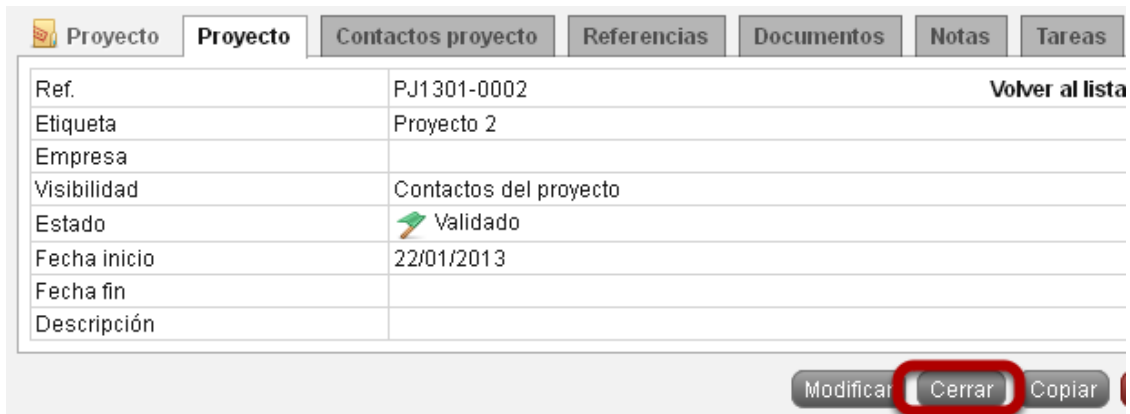 Proyecto Proyecto Contactos proyecto Referencias Documentos Notas Tareas
Ref. PJ1301-0002 Volver al lista
Etiqueta Proyecto 2
Empresa
Visibilidad Contactos del proyecto
Estado Validado
Fecha inicio 22/01/2013
Fecha fin
Descripción
Modificar Cerrar Copiar